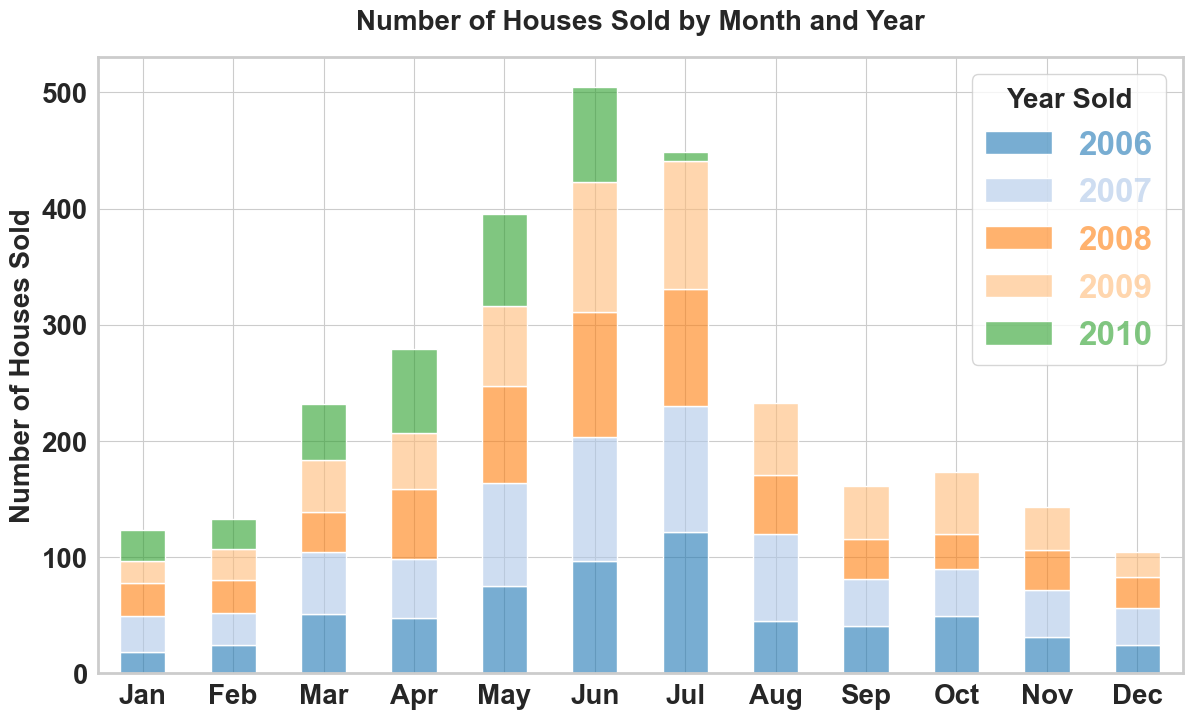 Number of Houses Sold by Month and Year
Number of Houses Sold
500
400
300
200
100
0
Jan Feb Mar Apr May Jun Jul Aug Sep Oct Nov Dec
Year Sold
2006
2007
2008
2009
2010